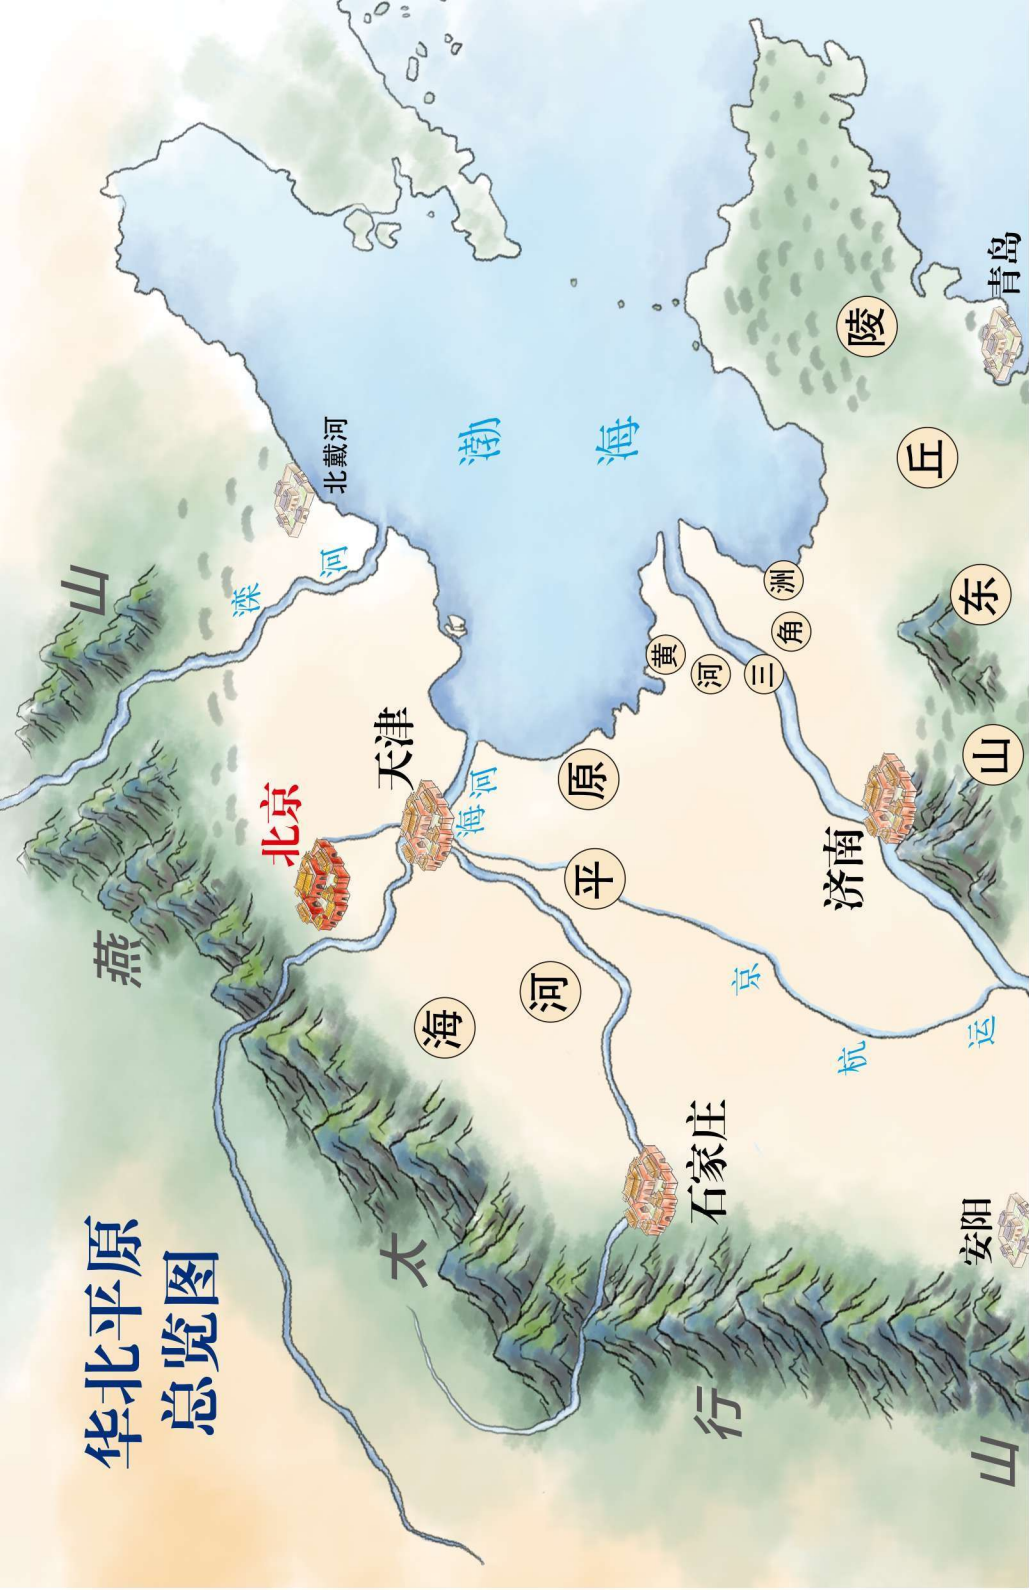 华北平原
总览图
燕山
滦河
北戴河
北京
天津
海河
渤海
海河平原
太行山
石家庄
京杭运
黄河三角洲
济南
山东丘陵
青岛
安阳